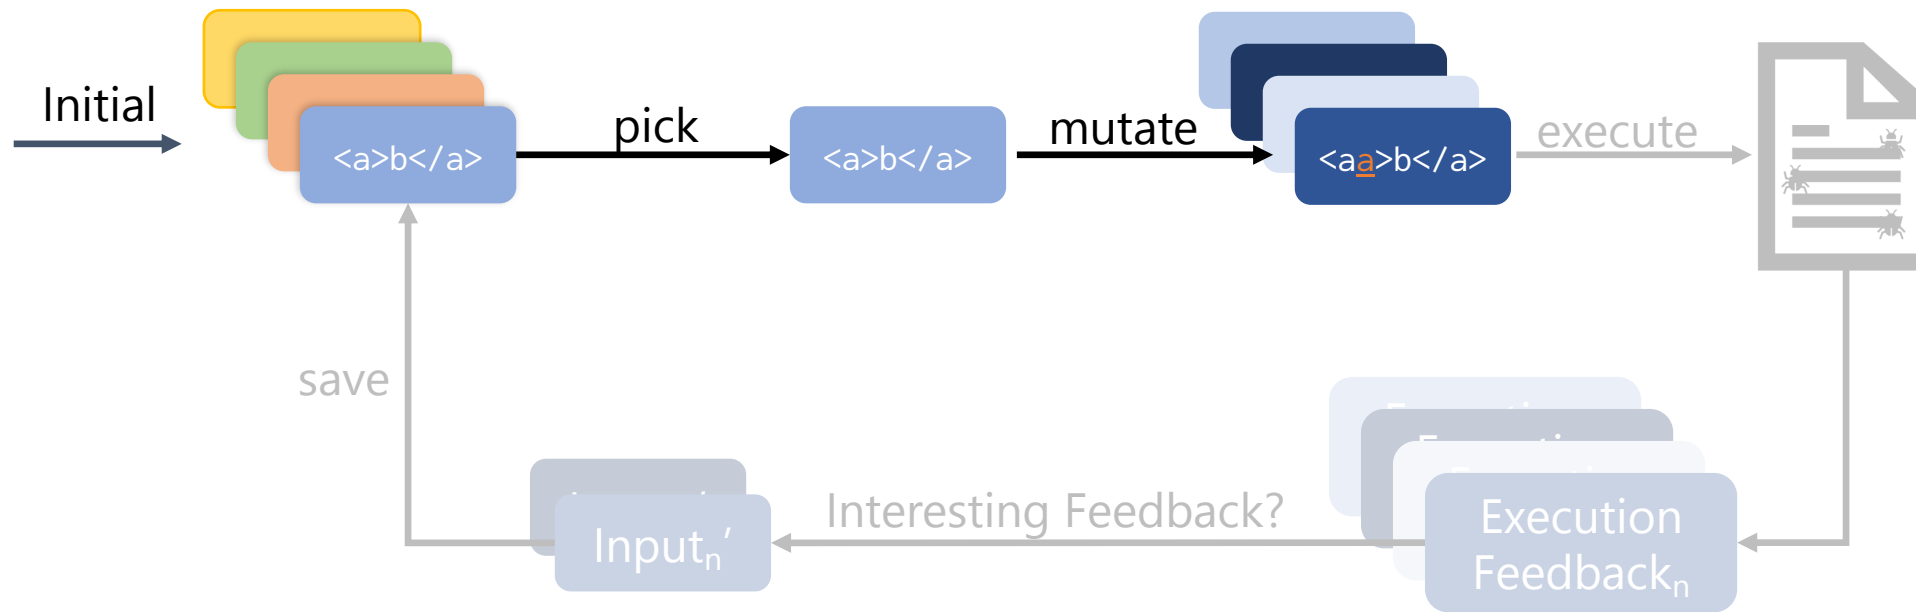 Initial
<a>b</a>
pick
<a>b</a>
mutate
<aa>b</a>
execute
save
Interesting Feedback?
Inputₙ′
Execution
Feedbackₙ